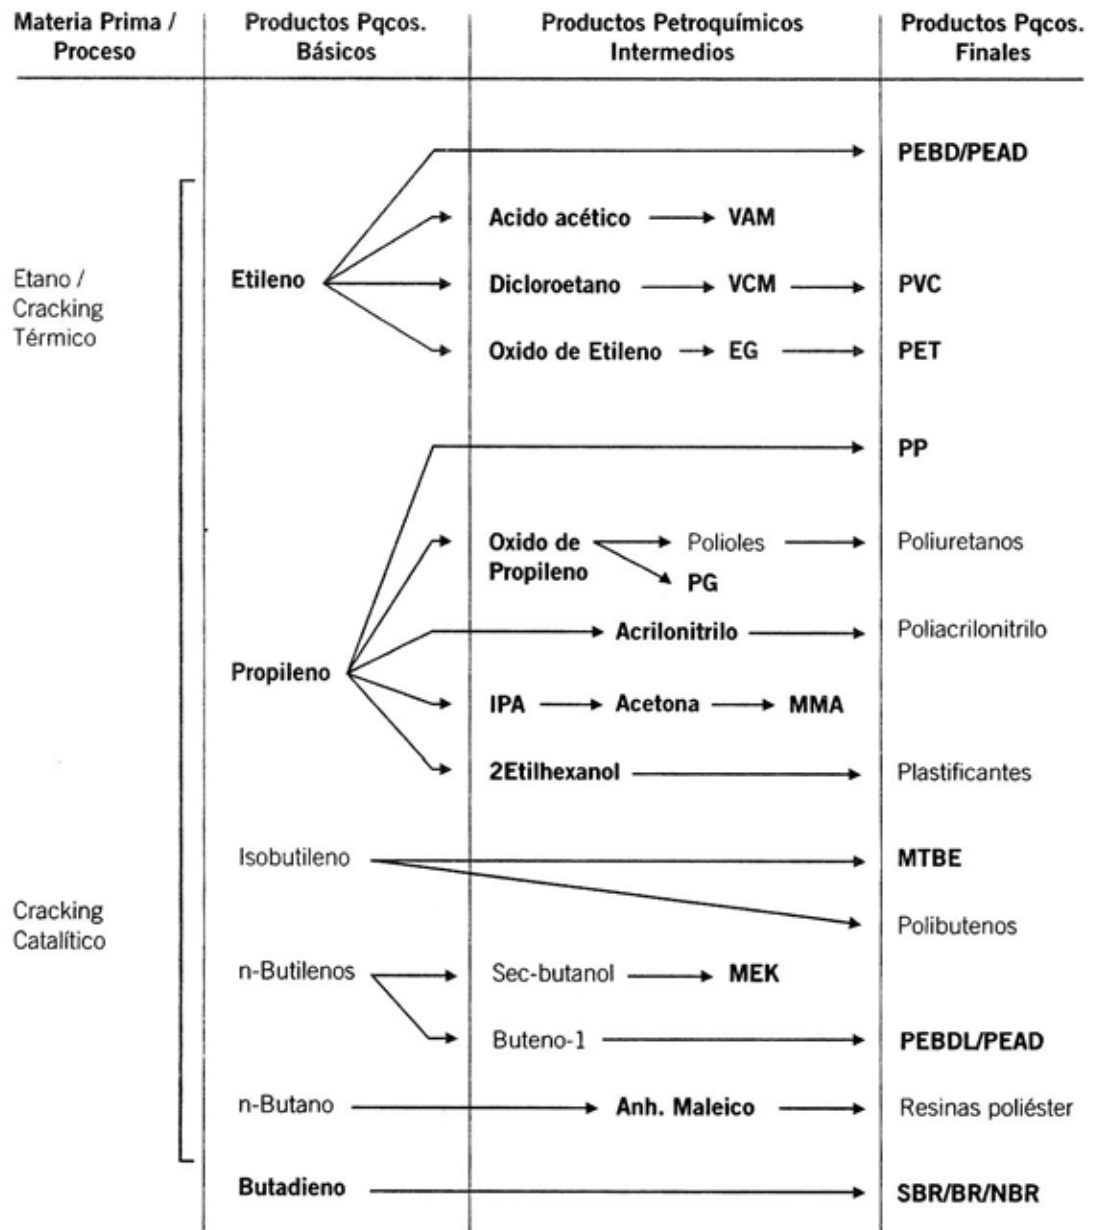 Materia Prima /
Proceso
Productos Pqcos.
Básicos
Productos Petroquímicos
Intermedios
Productos Pqcos.
Finales
PEBD/PEAD
Acido acético VAM
Etano /
Cracking
Térmico
Etileno Dicloroetano VCM PVC
Oxido de Etileno EG PET
PP
Oxido de
Propileno
Polioles Poliuretanos
PG
Acrilonitrilo Poliacrilonitrilo
Propileno
IPA Acetona MMA
2Etilhexanol Plastificantes
Isobutileno MTBE
Cracking
Catalítico
Polibutenos
n-Butilenos Sec-butanol MEK
Buteno-1 PEBDL/PEAD
n-Butano Anh. Maleico Resinas poliéster
Butadieno SBR/BR/NBR